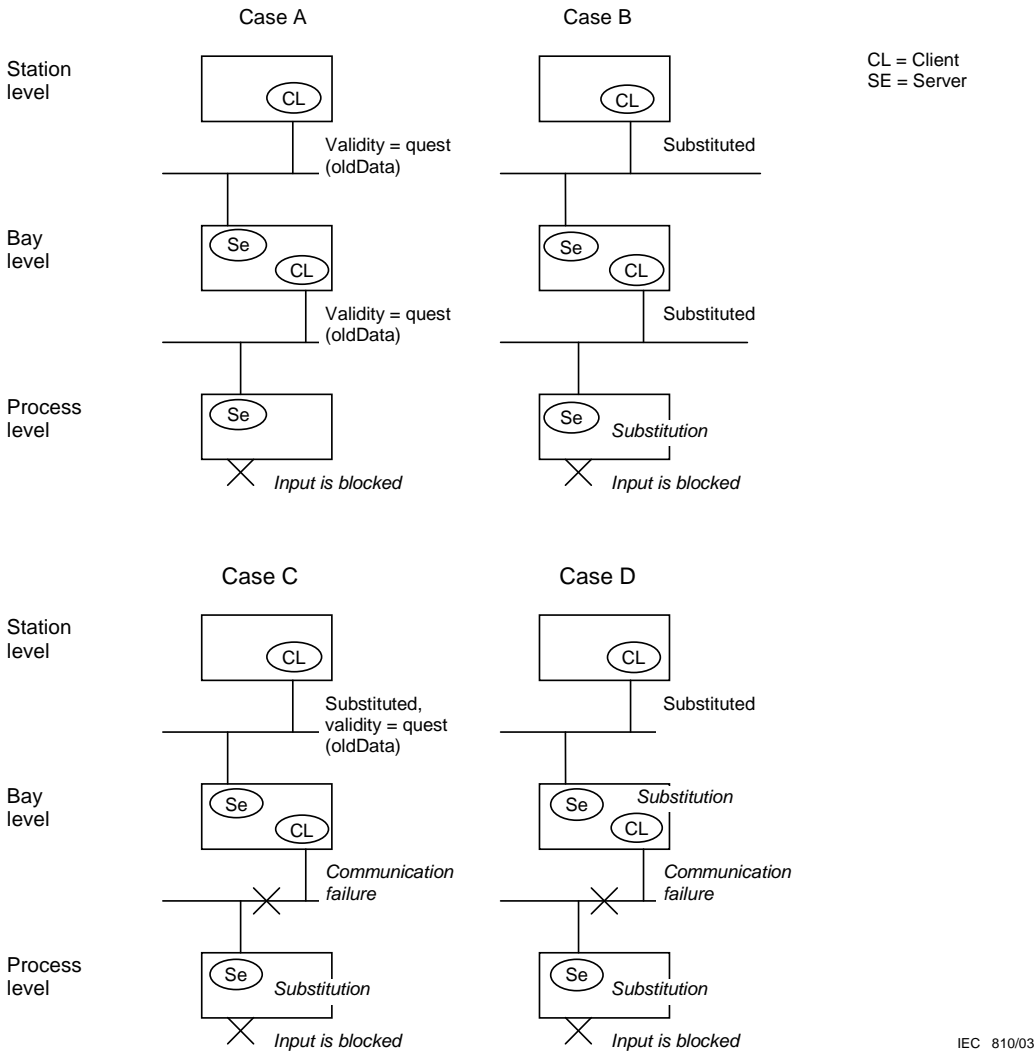 Case A
Case B
CL = Client
SE = Server
Station
level
CL
CL
Validity = quest
(oldData)
Substituted
Bay
level
Se
CL
Se
CL
Validity = quest
(oldData)
Substituted
Process
level
Se
Se
Substitution
Input is blocked
Input is blocked
Case C
Case D
Station
level
CL
CL
Substituted,
validity = quest
(oldData)
Substituted
Bay
level
Se
CL
Se
Substitution
CL
Communication
failure
Communication
failure
Process
level
Se
Substitution
Se
Substitution
Input is blocked
Input is blocked
IEC 810/03